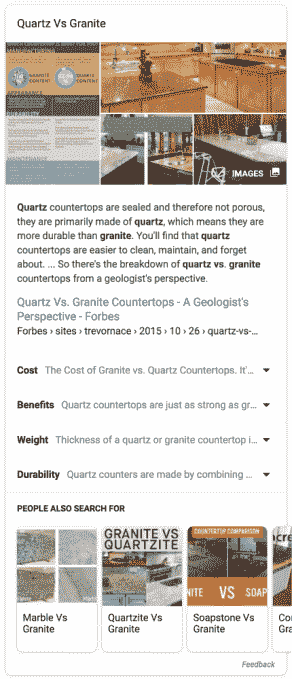 Quartz Vs Granite
IMAGES
Quartz countertops are sealed and therefore not porous,
they are primarily made of quartz, which means they are
more durable than granite. You'll find that quartz
countertops are easier to clean, maintain, and forget
about. ... So there's the breakdown of quartz vs. granite
countertops from a geologist's perspective.
Quartz Vs. Granite Countertops - A Geologist's
Perspective - Forbes
Forbes › sites › trevornace › 2015 › 10 › 26 › quartz-vs-...
Cost The Cost of Granite vs. Quartz Countertops. It'...
Benefits Quartz countertops are just as strong as gr...
Weight Thickness of a quartz or granite countertop i...
Durability Quartz counters are made by combining ...
PEOPLE ALSO SEARCH FOR
GRANITE VS
QUARTZITE
COUNTERTOP COMPARISON
NITE VS SOAP
Marble Vs
Granite
Quartzite Vs
Granite
Soapstone Vs
Granite
Feedback